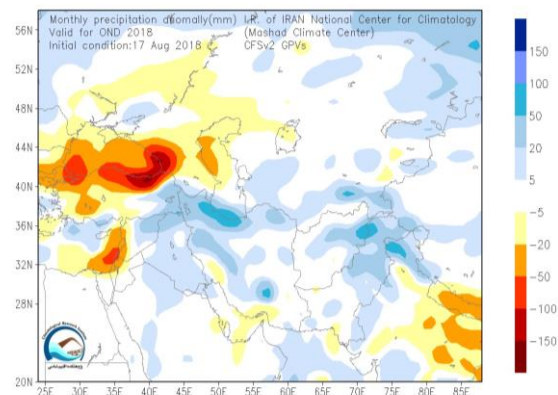 Monthly precipitation anomally(mm) I.R. of IRAN National Center for Climatology
Valid for OND 2018 (Mashad Climate Center)
Initial condition:17 Aug 2018 CFSv2 GPVs
56N
52N
48N
44N
40N
36N
32N
28N
20N
25E 30E 35E 40E 45E 50E 55E 60E 65E 70E 75E 80E 85E
150
100
50
20
5
-5
-20
-50
-100
-150